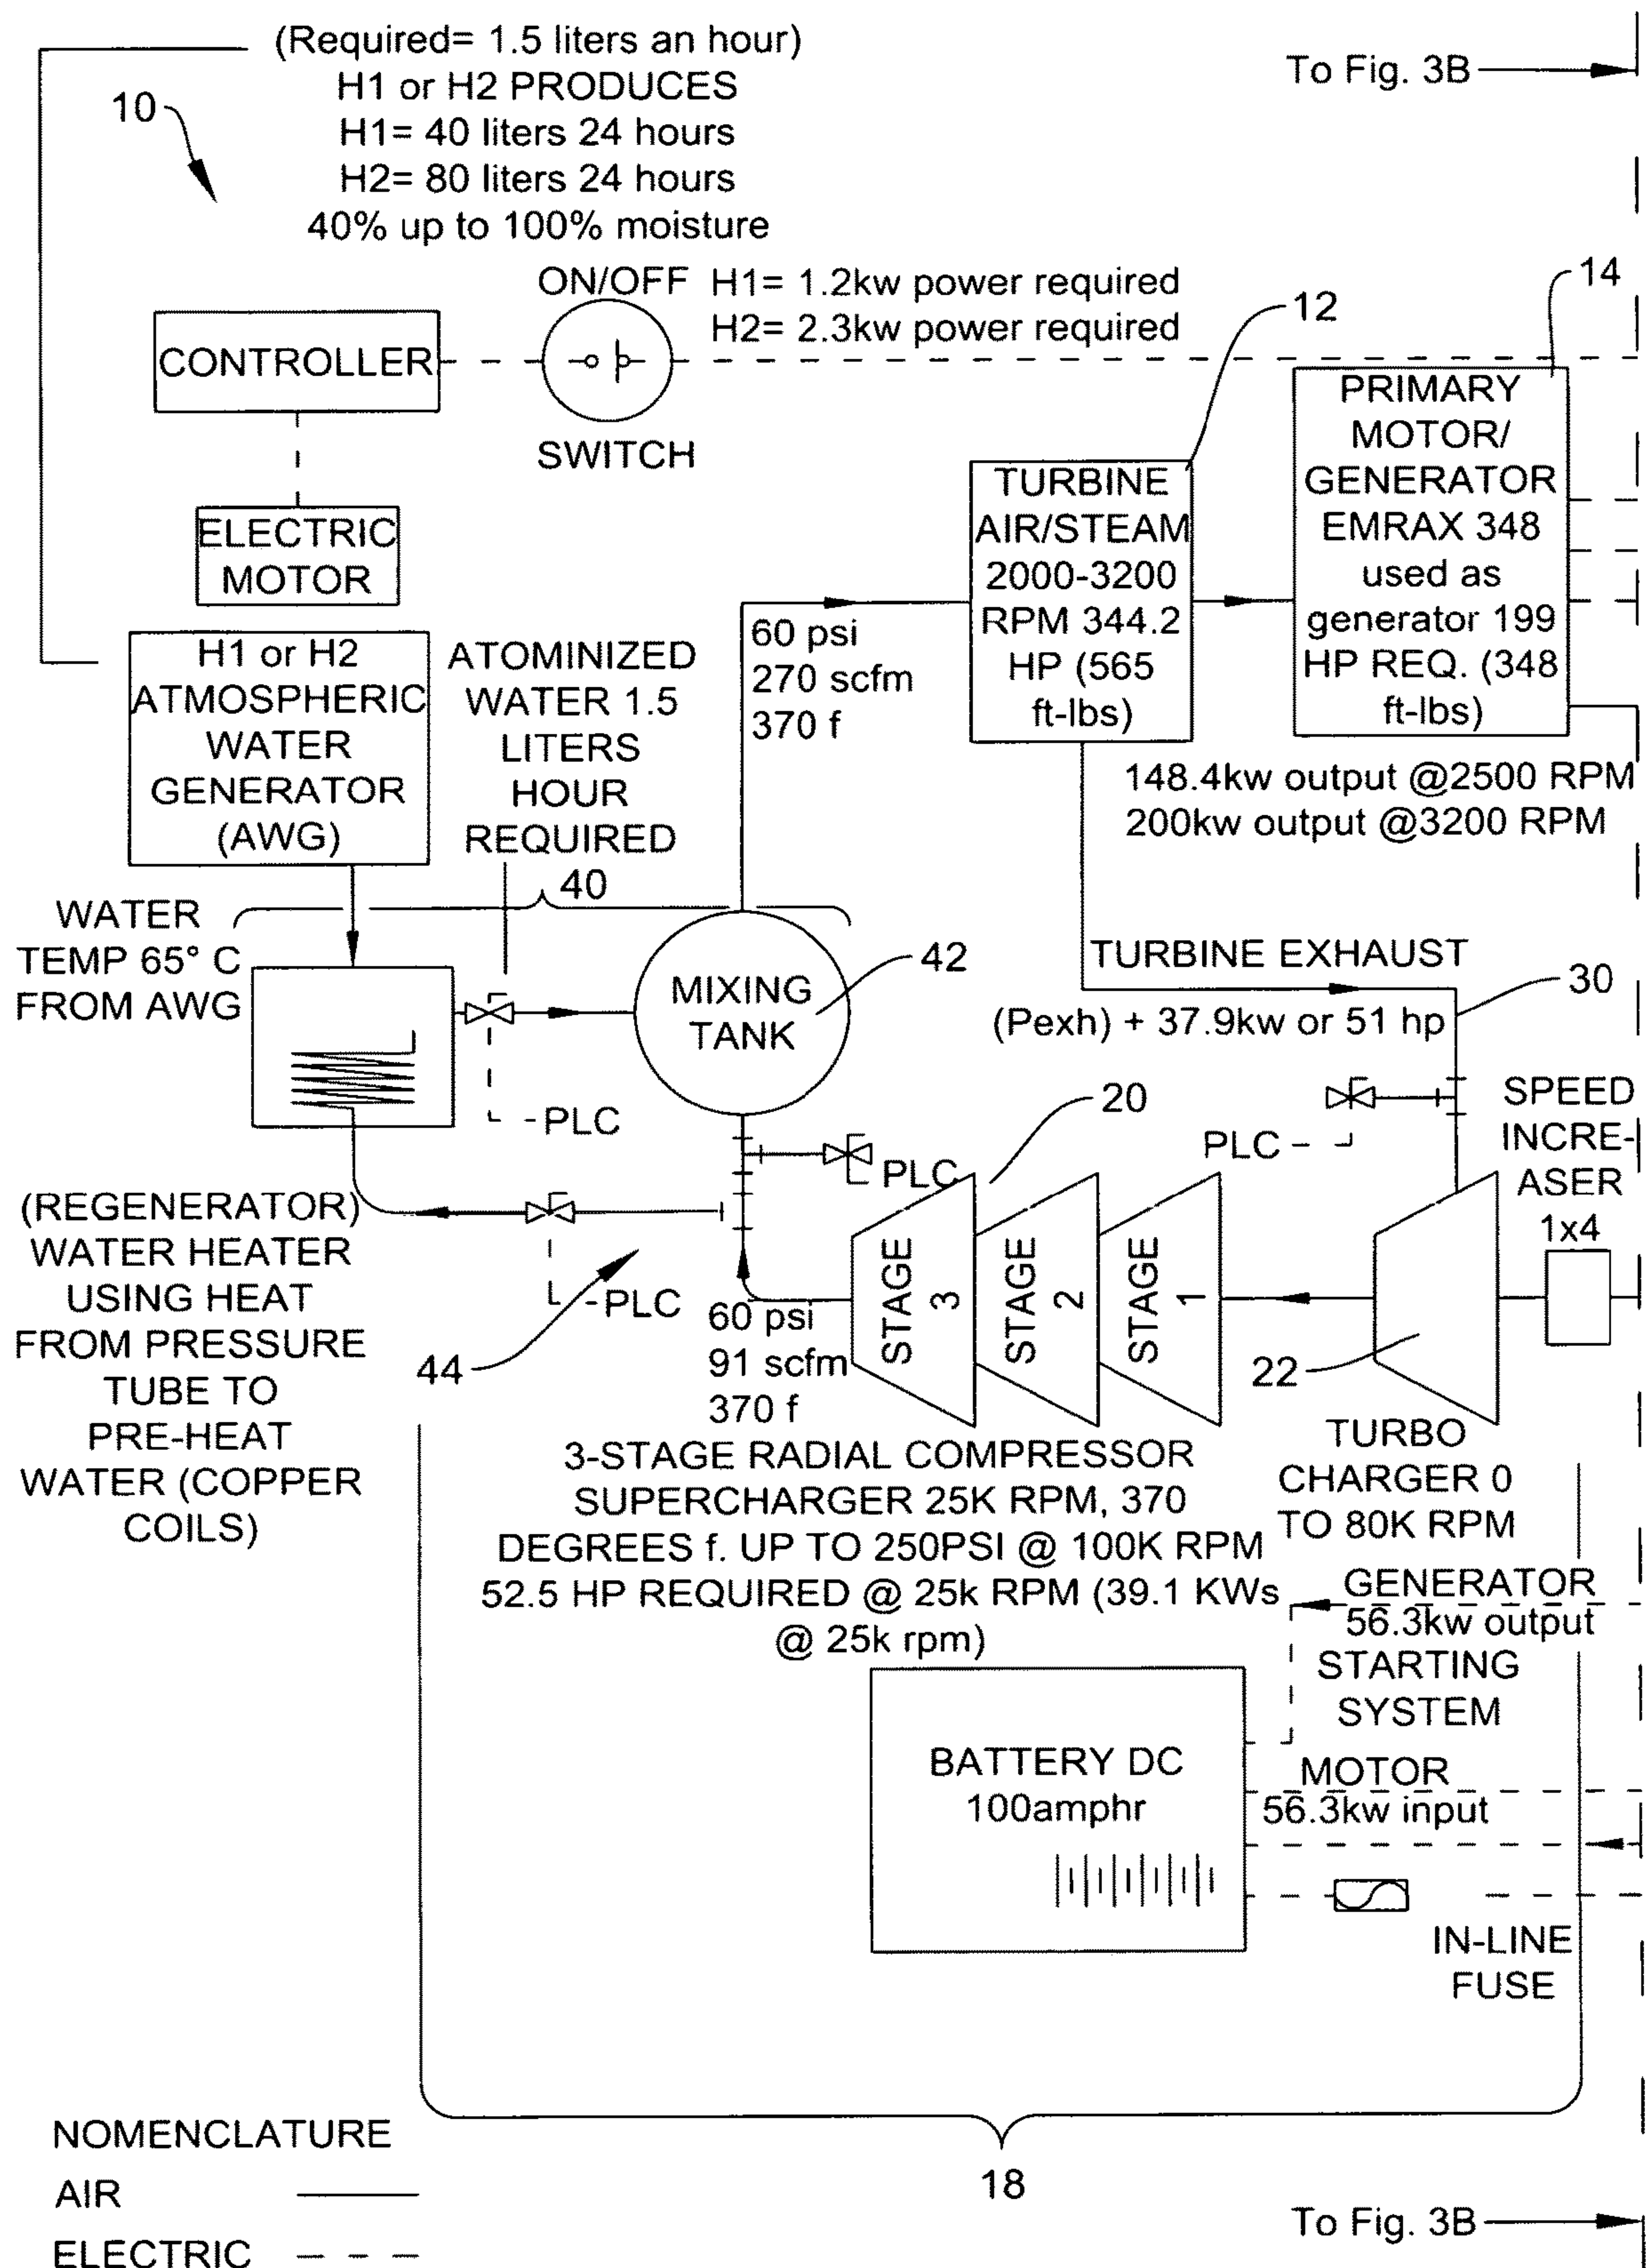 (Required= 1.5 liters an hour)
H1 or H2 PRODUCES
H1= 40 liters 24 hours
H2= 80 liters 24 hours
40% up to 100% moisture
To Fig. 3B
10
ON/OFF
SWITCH
H1= 1.2kw power required
H2= 2.3kw power required
CONTROLLER
12
14
ELECTRIC
MOTOR
TURBINE
AIR/STEAM
2000-3200
RPM 344.2
HP (565
ft-lbs)
PRIMARY
MOTOR/
GENERATOR
EMRAX 348
used as
generator 199
HP REQ. (348
ft-lbs)
H1 or H2
ATMOSPHERIC
WATER
GENERATOR
(AWG)
ATOMINIZED
WATER 1.5
LITERS
HOUR
REQUIRED
60 psi
270 scfm
370 f
148.4kw output @2500 RPM
200kw output @3200 RPM
40
WATER
TEMP 65° C
FROM AWG
MIXING
TANK
42
TURBINE EXHAUST
(Pexh) + 37.9kw or 51 hp
30
PLC
PLC
20
PLC
SPEED
INCRE-
ASER
1x4
(REGENERATOR)
WATER HEATER
USING HEAT
FROM PRESSURE
TUBE TO
PRE-HEAT
WATER (COPPER
COILS)
PLC
44
60 psi
91 scfm
370 f
STAGE
3
STAGE
2
STAGE
1
22
3-STAGE RADIAL COMPRESSOR
SUPERCHARGER 25K RPM, 370
DEGREES f. UP TO 250PSI @ 100K RPM
52.5 HP REQUIRED @ 25k RPM (39.1 KWs
@ 25k rpm)
TURBO
CHARGER 0
TO 80K RPM
GENERATOR
56.3kw output
STARTING
SYSTEM
BATTERY DC
100amphr
MOTOR
56.3kw input
IN-LINE
FUSE
18
NOMENCLATURE
AIR
ELECTRIC
To Fig. 3B